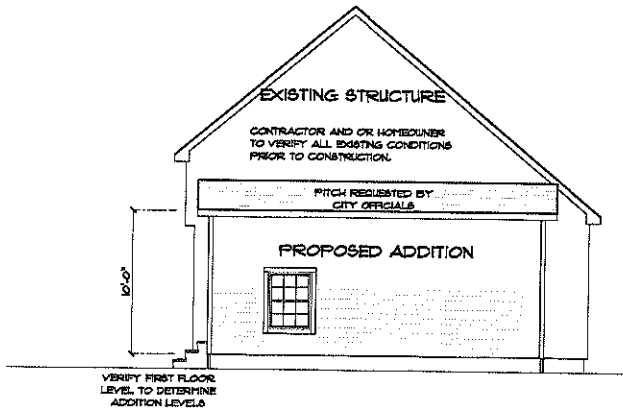 EXISTING STRUCTURE
CONTRACTOR AND OR HOMEOWNER
TO VERIFY ALL EXISTING CONDITIONS
PRIOR TO CONSTRUCTION.
PITCH REQUESTED BY
CITY OFFICIALS
PROPOSED ADDITION
10'-0"
VERIFY FIRST FLOOR
LEVEL TO DETERMINE
ADDITION LEVELS